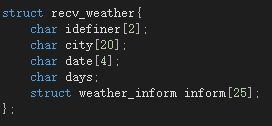 struct recv_weather{
char idefiner[2];
char city[20];
char date[4];
char days;
struct weather_inform inform[25];
};